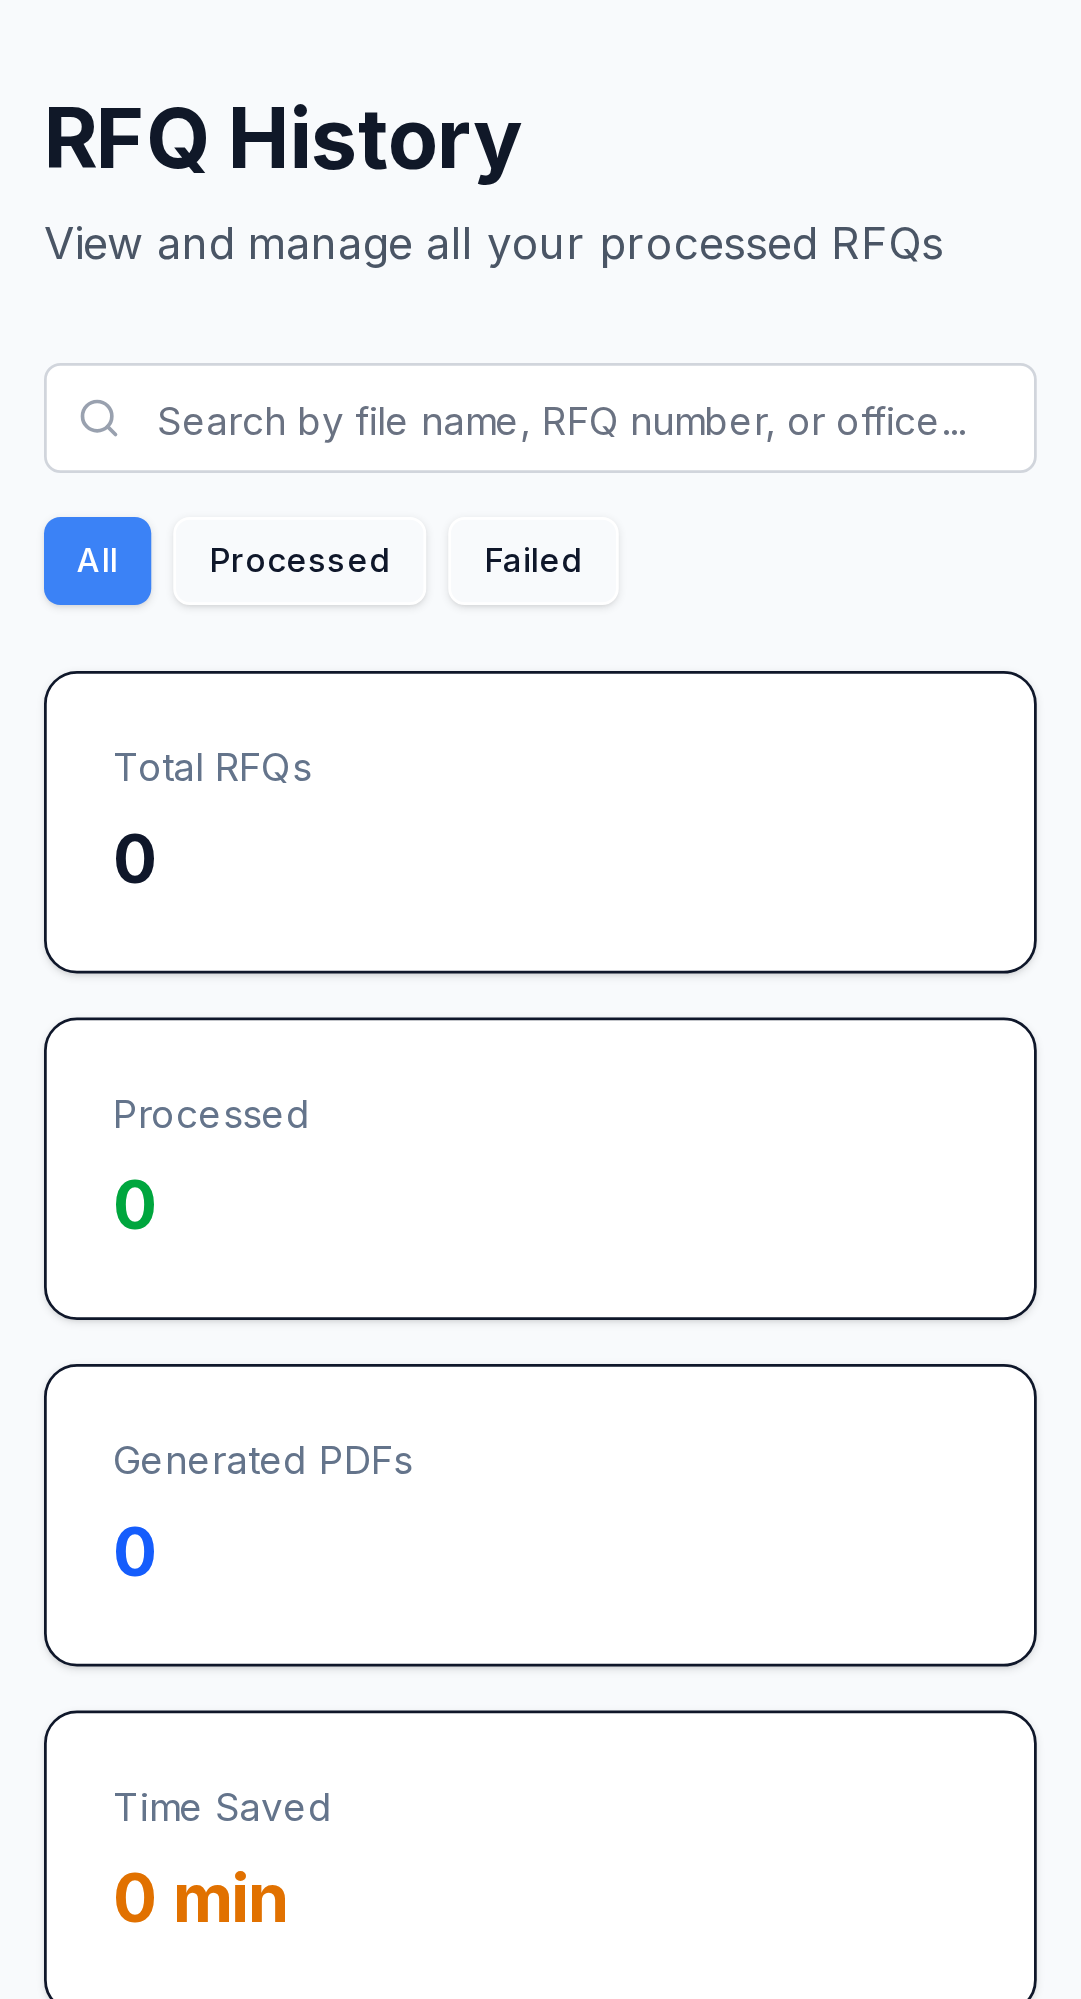 RFQ History
View and manage all your processed RFQs
Search by file name, RFQ number, or office...
All
Processed
Failed
Total RFQs
0
Processed
0
Generated PDFs
0
Time Saved
0 min